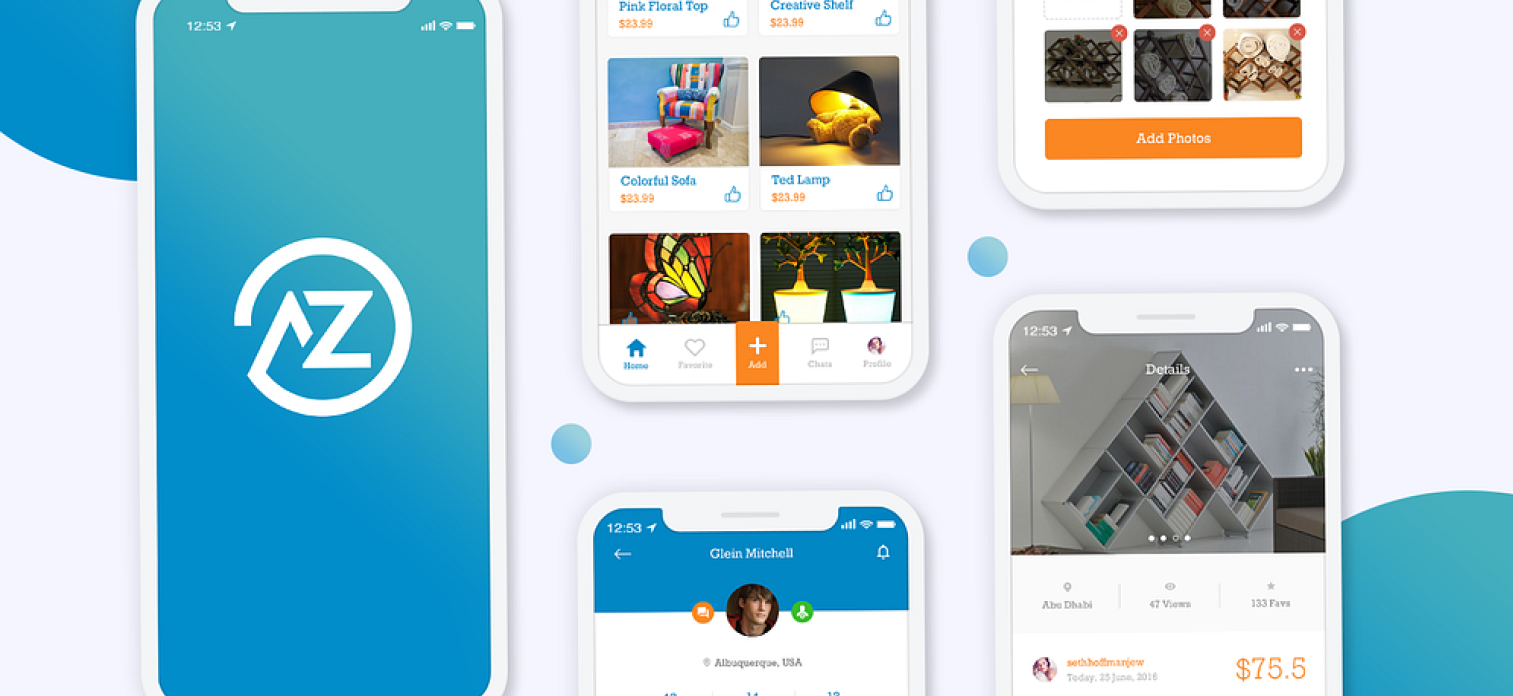 12:53
AZ
Pink Floral Top
$23.99
Creative Shelf
$23.99
Colorful Sofa
$23.99
Ted Lamp
$23.99
Home
Favorite
Add
Chats
Profile
12:53
Glein Mitchell
Albuquerque, USA
Add Photos
12:53
Details
Abu Dhabi
47 Views
133 Favs
sethhoffmanjew
Today, 25 June, 2016
$75.5